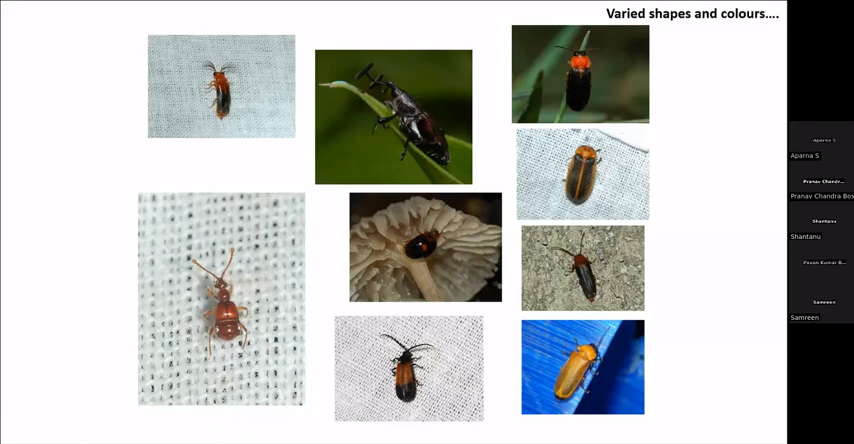 Varied shapes and colours....
Aparna S
Aparna S
Pranav Chandr...
Pranav Chandra Bos
Shantanu
Shantanu
Pavan Kumar B...
Samreen
Samreen